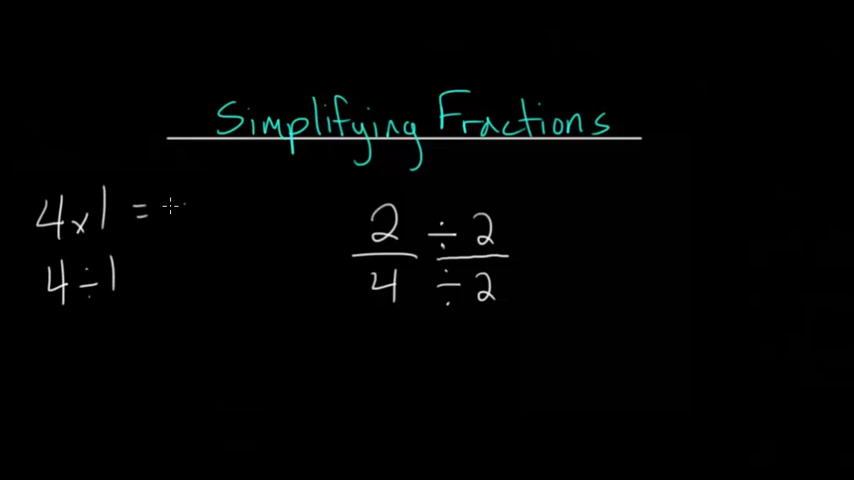 Simplifying Fractions
4x1 =
4÷1
2 ÷ 2
4 ÷ 2